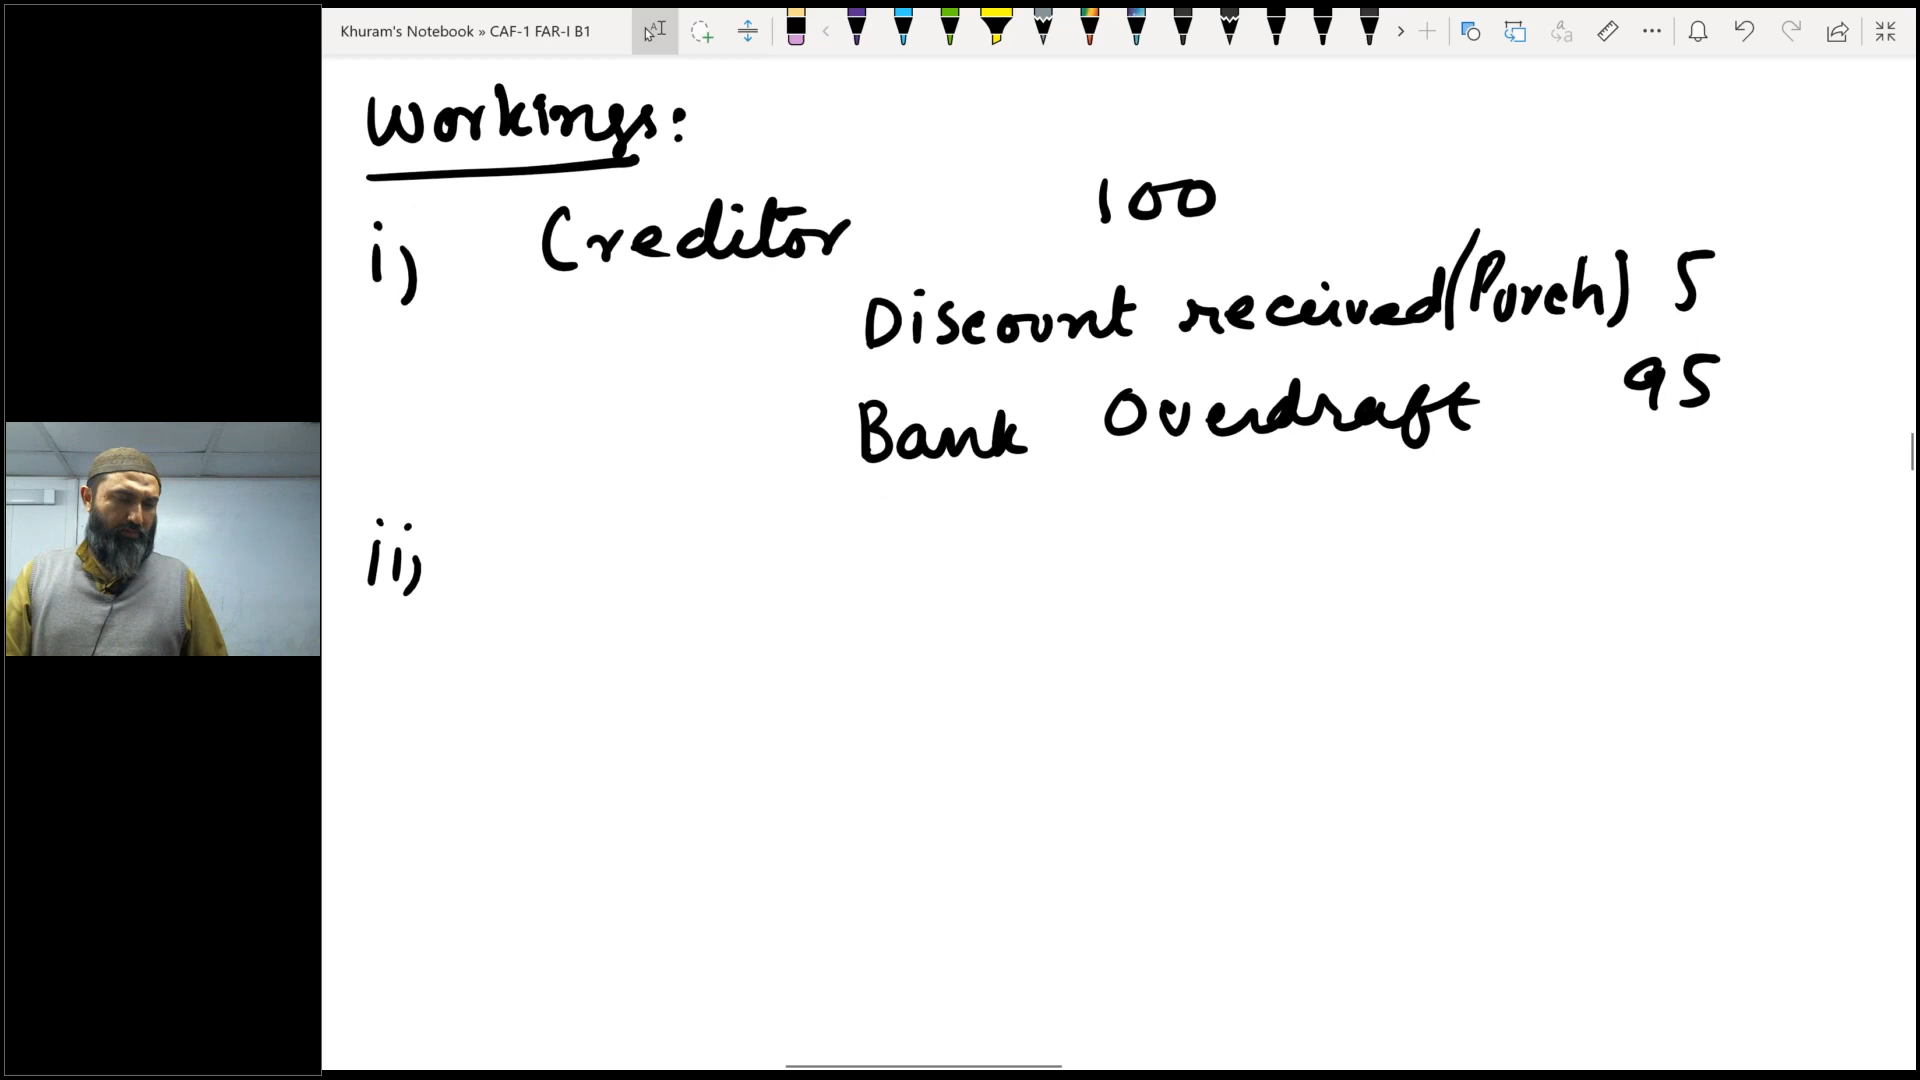 Khuram's Notebook » CAF-1 FAR-I B1
Workings:
i) Creditor 100
Discount received (Purch) 5
Bank Overdraft 95
ii)